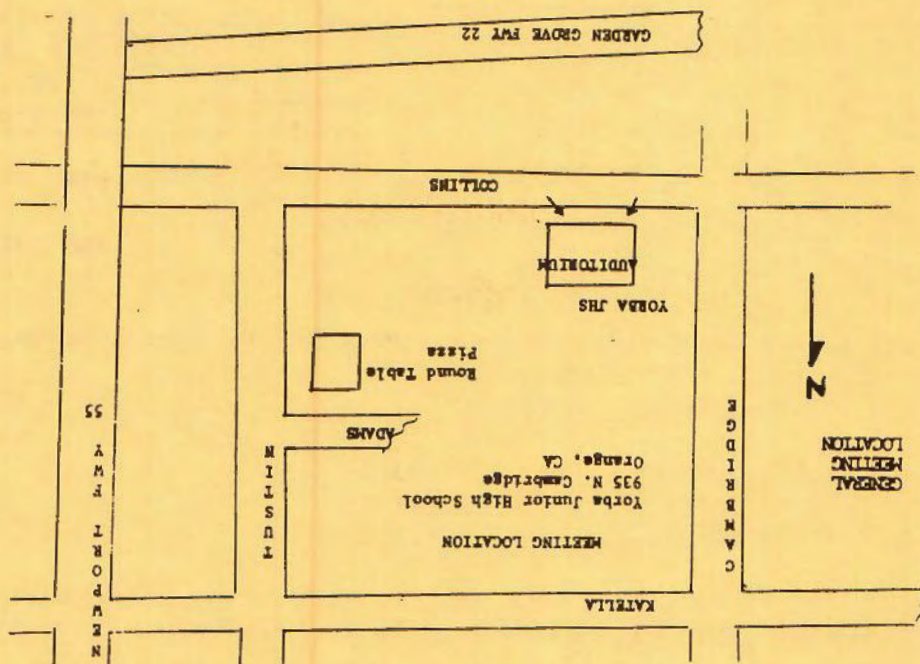 KATELLA
GENERAL
MEETING
LOCATION
N
CAMBRIDGE
MEETING LOCATION
Yorba Junior High School
935 N. Cambridge
Orange, CA
TUSTIN
NEWPORT FWY 55
ADAMS
Round Table
Pizza
YORBA JHS
AUDITORIUM
COLLINS
GARDEN GROVE FWY 22